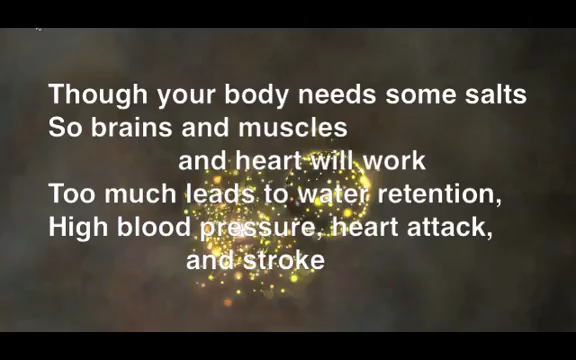 Though your body needs some salts
So brains and muscles
and heart will work
Too much leads to water retention,
High blood pressure, heart attack,
and stroke